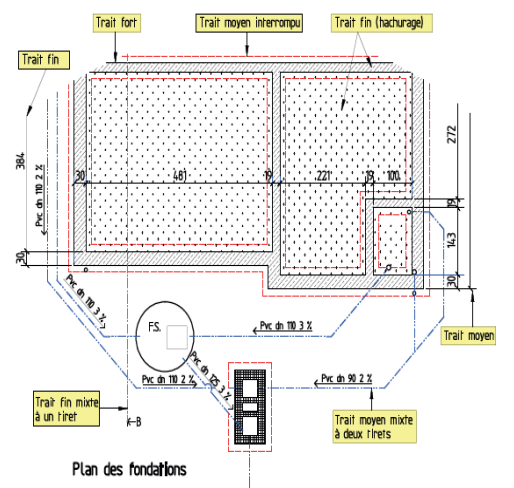 Trait fort
Trait moyen interrompu
Trait fin (hachurage)
Trait fin
384
30
Pvc dn 110 2 %
Pvc dn 110 3 %
30
481
19
221
19
100
272
19
143
30
F.S.
Pvc dn 110 3 %
Trait moyen
Pvc dn 110 2 %
Pvc dn 125 3 %
Pvc dn 90 2 %
Trait fin mixte
à un tiret
B
Trait moyen mixte
à deux tirets
Plan des fondations